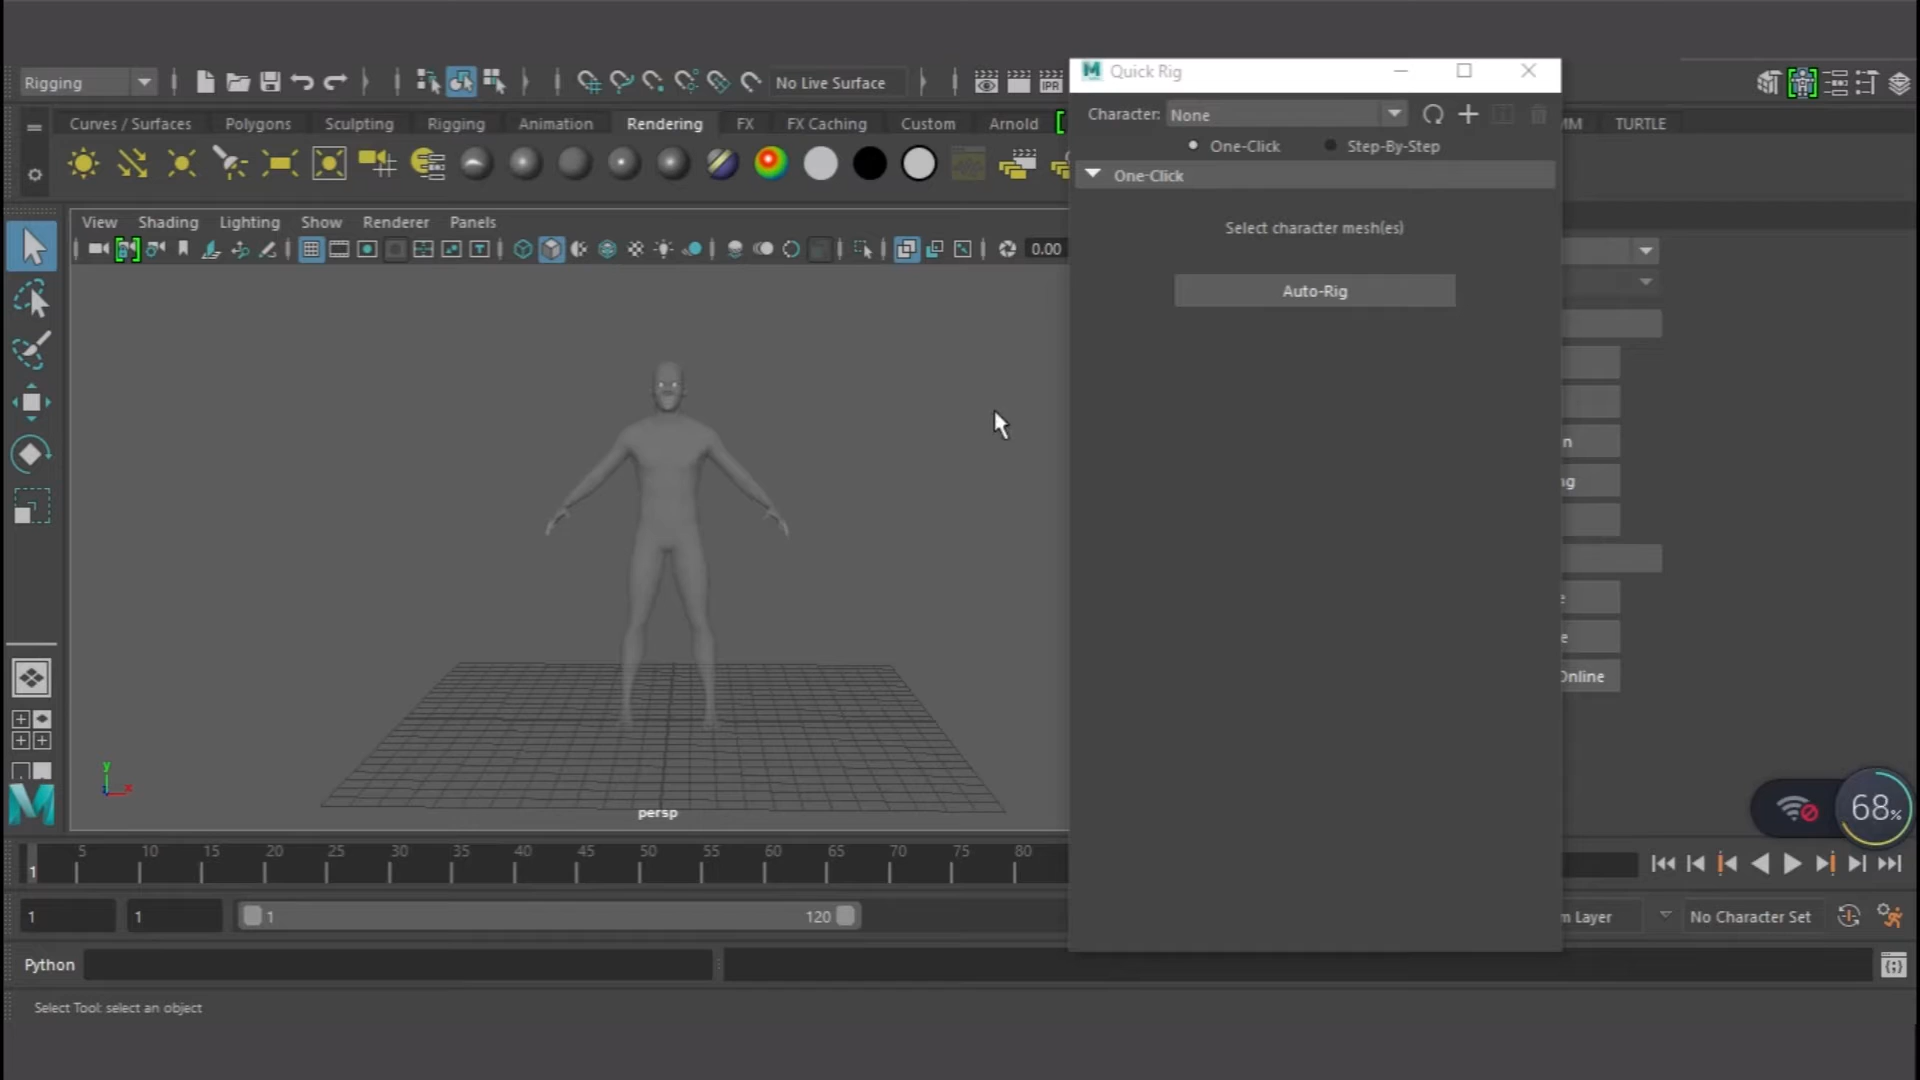 Rigging
No Live Surface
IPR
Quick Rig
Curves / Surfaces Polygons Sculpting Rigging Animation Rendering FX FX Caching Custom Arnold
TURTLE
Character: None
One-Click Step-By-Step
One-Click
Select character mesh(es)
Auto-Rig
View Shading Lighting Show Renderer Panels
0.00
n
ng
e
e
Online
y
x
persp
68%
5 10 15 20 25 30 35 40 45 50 55 60 65 70 75 80
1
1 1 1 120
m Layer No Character Set
Python
Select Tool: select an object